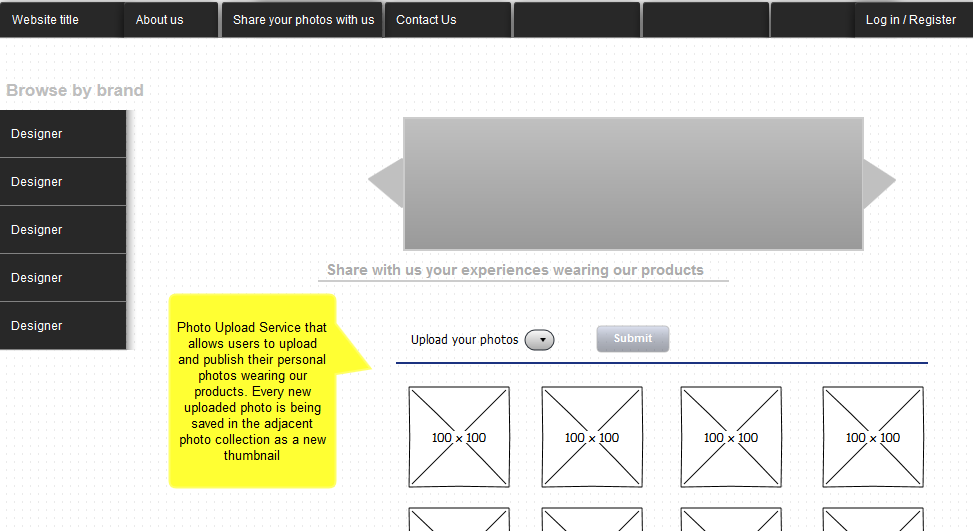 Website title
About us
Share your photos with us
Contact Us
Log in / Register
Browse by brand
Designer
Designer
Designer
Designer
Designer
Share with us your experiences wearing our products
Photo Upload Service that
allows users to upload
and publish their personal
photos wearing our
products. Every new
uploaded photo is being
saved in the adjacent
photo collection as a new
thumbnail
Upload your photos
Submit
100 x 100
100 x 100
100 x 100
100 x 100